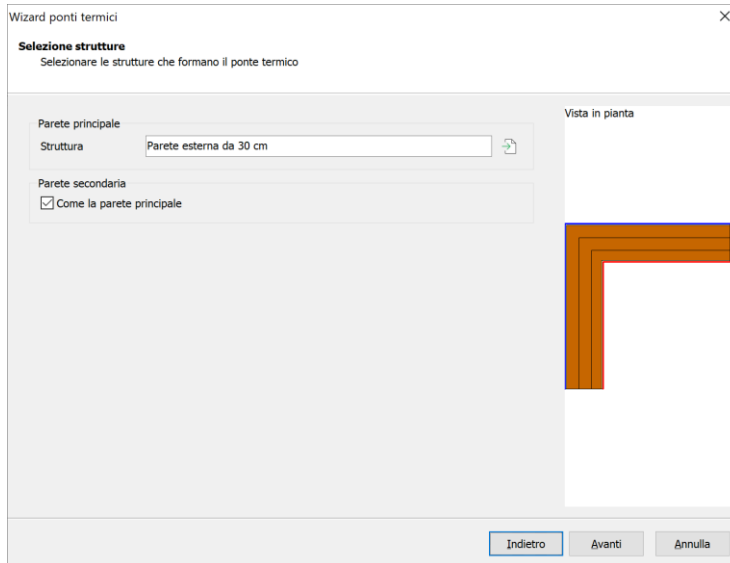 Wizard ponti termici
Selezione strutture
Selezionare le strutture che formano il ponte termico
Parete principale
Struttura
Parete esterna da 30 cm
Parete secondaria
Come la parete principale
Vista in pianta
Indietro
Avanti
Annulla